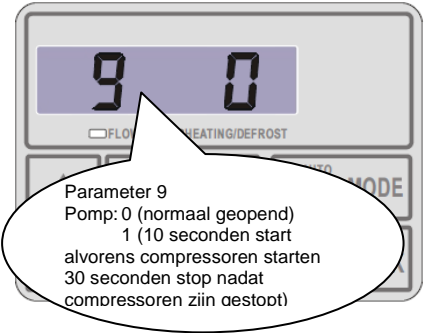 9 0
FLO HEATING/DEFROST
MODE
Parameter 9
Pomp: 0 (normaal geopend)
1 (10 seconden start
alvorens compressoren starten
30 seconden stop nadat
compressoren zijn gestopt)